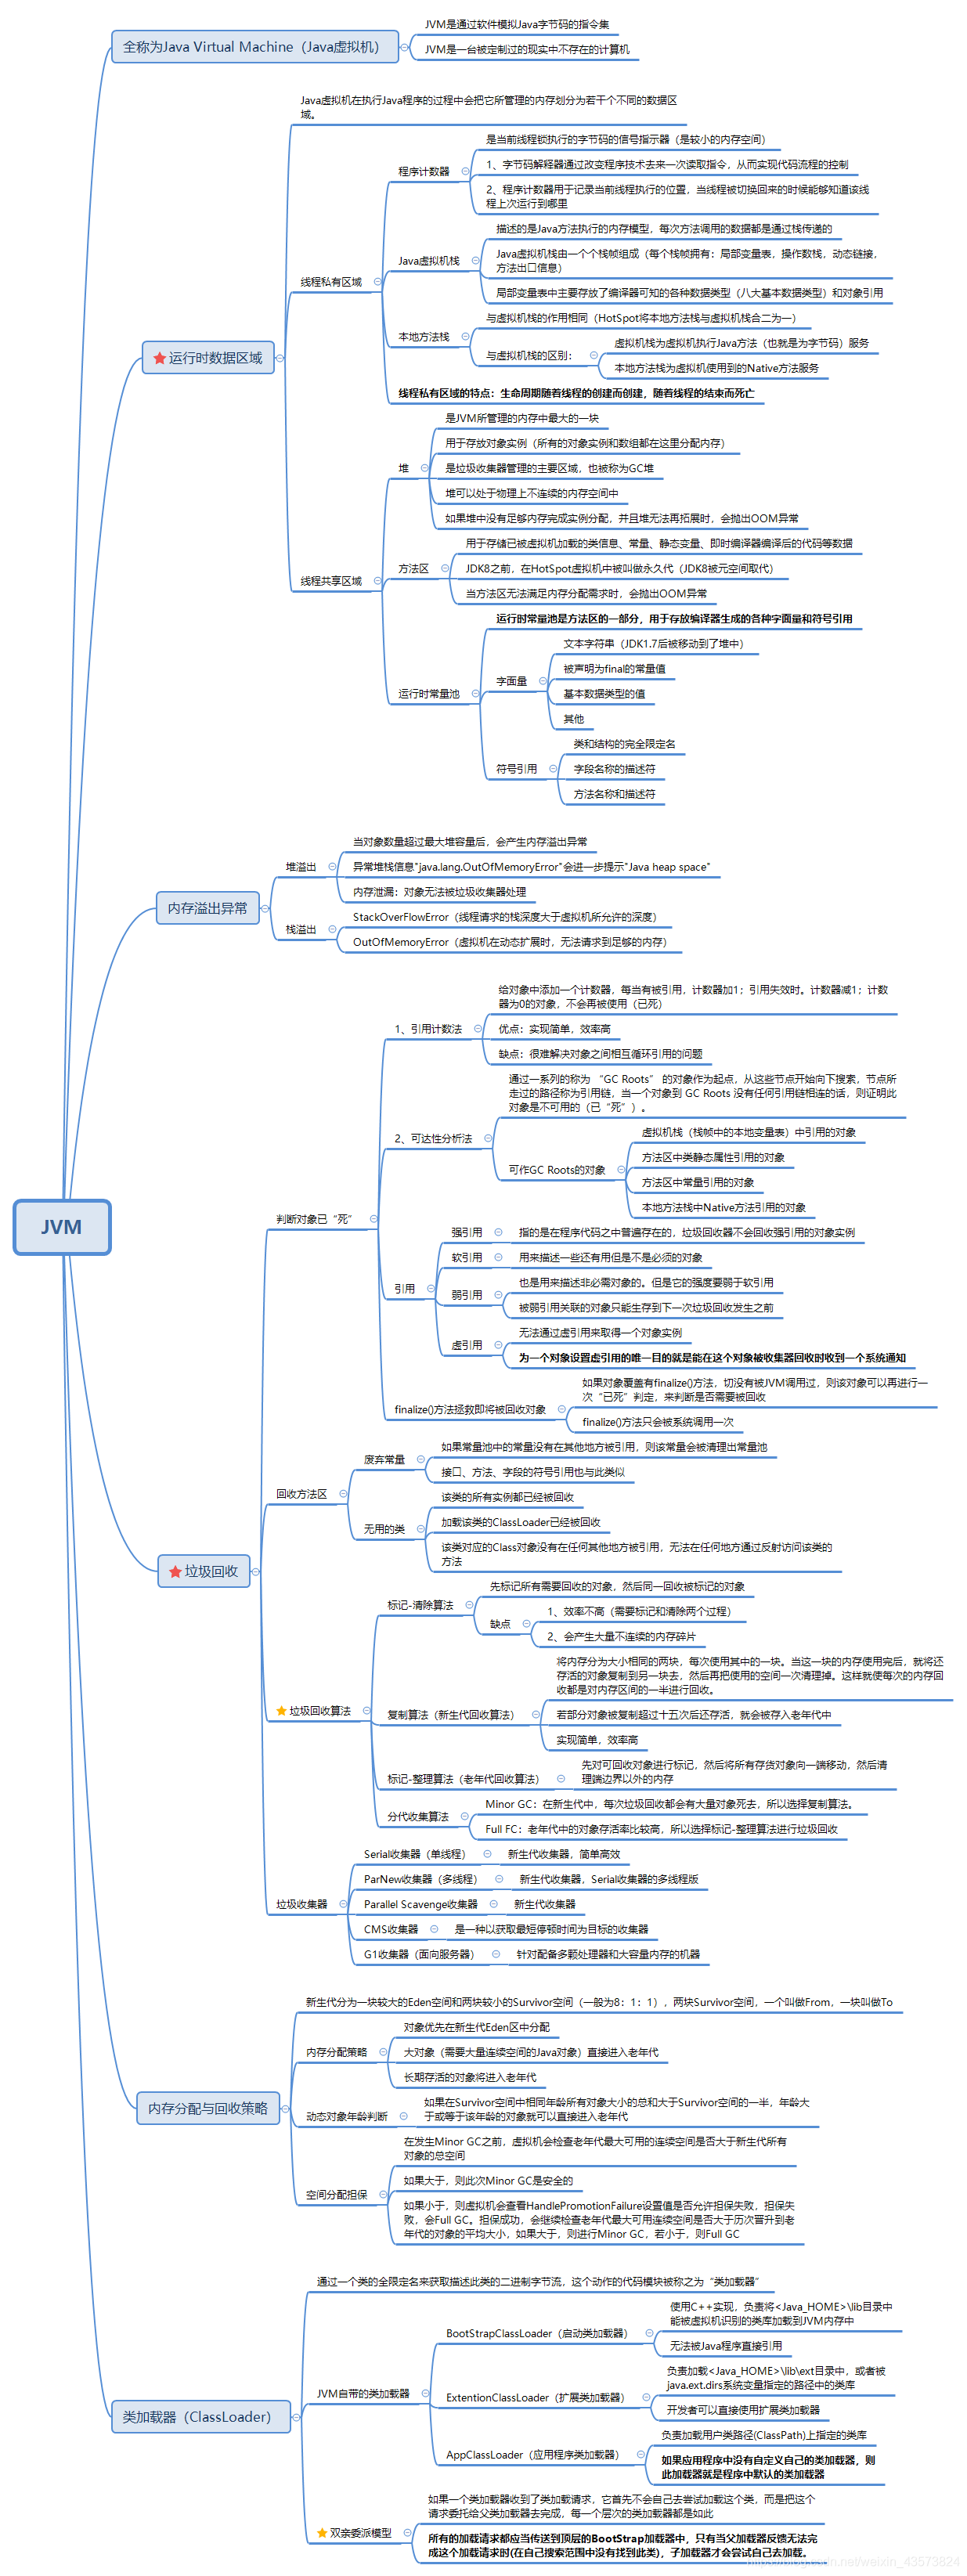 全称为Java Virtual Machine（Java虚拟机）
JVM是通过软件模拟Java字节码的指令集
JVM是一台被定制过的现实中不存在的计算机
运行时数据区域
Java虚拟机在执行Java程序的过程中会把它所管理的内存划分为若干个不同的数据区
域。
线程私有区域
程序计数器
是当前线程锁执行的字节码的信号指示器（是较小的内存空间）
1、字节码解释器通过改变程序技术去来一次读取指令，从而实现代码流程的控制
2、程序计数器用于记录当前线程执行的位置，当线程被切换回来的时候能够知道该线
程上次运行到哪里
Java虚拟机栈
描述的是Java方法执行的内存模型，每次方法调用的数据都是通过栈传递的
Java虚拟机栈由一个个栈帧组成（每个栈帧拥有：局部变量表，操作数栈，动态链接，
方法出口信息）
局部变量表中主要存放了编译器可知的各种数据类型（八大基本数据类型）和对象引用
本地方法栈
与虚拟机栈的作用相同（HotSpot将本地方法栈与虚拟机栈合二为一）
与虚拟机栈的区别：
虚拟机栈为虚拟机执行Java方法（也就是为字节码）服务
本地方法栈为虚拟机使用到的Native方法服务
线程私有区域的特点：生命周期随着线程的创建而创建，随着线程的结束而死亡
线程共享区域
堆
是JVM所管理的内存中最大的一块
用于存放对象实例（所有的对象实例和数组都在这里分配内存）
是垃圾收集器管理的主要区域，也被称为GC堆
堆可以处于物理上不连续的内存空间中
如果堆中没有足够内存完成实例分配，并且堆无法再拓展时，会抛出OOM异常
方法区
用于存储已被虚拟机加载的类信息、常量、静态变量、即时编译器编译后的代码等数据
JDK8之前，在HotSpot虚拟机中被叫做永久代（JDK8被元空间取代）
当方法区无法满足内存分配需求时，会抛出OOM异常
运行时常量池
运行时常量池是方法区的一部分，用于存放编译器生成的各种字面量和符号引用
字面量
文本字符串（JDK1.7后被移动到了堆中）
被声明为final的常量值
基本数据类型的值
其他
符号引用
类和结构的完全限定名
字段名称的描述符
方法名称和描述符
内存溢出异常
堆溢出
当对象数量超过最大堆容量后，会产生内存溢出异常
异常堆栈信息"java.lang.OutOfMemoryError"会进一步提示"Java heap space"
内存泄漏：对象无法被垃圾收集器处理
栈溢出
StackOverFlowError（线程请求的栈深度大于虚拟机所允许的深度）
OutOfMemoryError（虚拟机在动态扩展时，无法请求到足够的内存）
JVM
垃圾回收
判断对象已“死”
1、引用计数法
给对象中添加一个计数器，每当有被引用，计数器加1；引用失效时。计数器减1；计数
器为0的对象，不会再被使用（已死）
优点：实现简单，效率高
缺点：很难解决对象之间相互循环引用的问题
2、可达性分析法
通过一系列的称为 “GC Roots” 的对象作为起点，从这些节点开始向下搜索，节点所
走过的路径称为引用链，当一个对象到 GC Roots 没有任何引用链相连的话，则证明此
对象是不可用的（已“死”）。
可作GC Roots的对象
虚拟机栈（栈帧中的本地变量表）中引用的对象
方法区中类静态属性引用的对象
方法区中常量引用的对象
本地方法栈中Native方法引用的对象
引用
强引用
指的是在程序代码之中普遍存在的，垃圾收器不会回收强引用的对象实例
软引用
用来描述一些还有用但是不是必须的对象
弱引用
也是用来描述非必需对象的。但是它的强度要弱于软引用
被弱引用关联的对象只能生存到下一次垃圾回收发生之前
虚引用
无法通过虚引用来取得一个对象实例
为一个对象设置虚引用的唯一目的就是能在这个对象被收集器回收时收到一个系统通知
finalize()方法拯救即将被回收对象
如果对象覆盖有finalize()方法，切没有被JVM调用过，则该对象可以再进行一
次“已死”判定，来判断是否需要被回收
finalize()方法只会被系统调用一次
回收方法区
废弃常量
如果常量池中的常量没有在其他地方被引用，则该常量会被清理出常量池
接口、方法、字段的符号引用也与此类似
无用的类
该类的所有实例都已经被回收
加载该类的ClassLoader已经被回收
该类对应的Class对象没有在任何其他地方被引用，无法在任何地方通过反射访问该类的
方法
垃圾回收算法
标记-清除算法
先标记所有需要回收的对象，然后同一回收被标记的对象
缺点
1、效率不高（需要标记和清除两个过程）
2、会产生大量不连续的内存碎片
复制算法（新生代回收算法）
将内存分为大小相同的两块，每次使用其中的一块。当这一块的内存使用完后，就将还
存活的对象复制到另一块去，然后再把使用的空间一次清理掉。这样就使每次的内存回
收都是对内存区间的一半进行回收。
若部分对象被复制超过十五次后还存活，就会被存入老年代中
实现简单，效率高
标记-整理算法（老年代回收算法）
先对可回收对象进行标记，然后将所有存货对象向一端移动，然后清
理端边界以外的内存
分代收集算法
Minor GC：在新生代中，每次垃圾回收都会有大量对象死去，所以选择复制算法。
Full FC：老年代中的对象存活率比较高，所以选择标记-整理算法进行垃圾回收
垃圾收集器
Serial收集器（单线程）
新生代收集器，简单高效
ParNew收集器（多线程）
新生代收集器，Serial收集器的多线程版
Parallel Scavenge收集器
新生代收集器
CMS收集器
是一种以获取最短停顿时间为目标的收集器
G1收集器（面向服务器）
针对配备多颗处理器和大容量内存的机器
内存分配与回收策略
新生代分为一块较大的Eden空间和两块较小的Survivor空间（一般为8：1：1），两块Survivor空间，一个叫做From，一块叫做To
内存分配策略
对象优先在新生代Eden区中分配
大对象（需要大量连续空间的Java对象）直接进入老年代
长期存活的对象将进入老年代
动态对象年龄判断
如果在Survivor空间中相同年龄所有对象大小的总和大于Survivor空间的一半，年龄大
于或等于该年龄的对象就可以直接进入老年代
空间分配担保
在发生Minor GC之前，虚拟机会检查老年代最大可用的连续空间是否大于新生代所有
对象的总空间
如果大于，则此次Minor GC是安全的
如果小于，则虚拟机会查看HandlePromotionFailure设置值是否允许担保失败，担保失
败，会Full GC。担保成功，会继续检查老年代最大可用连续空间是否大于历次晋升到老
年代的对象的平均大小，如果大于，则进行Minor GC，若小于，则Full GC
类加载器（ClassLoader）
通过一个类的全限定名来获取描述此类的二进制字节流，这个动作的代码模块被称之为“类加载器”
JVM自带的类加载器
BootStrapClassLoader（启动类加载器）
使用C++实现，负责将<Java_HOME>\lib目录中
能被虚拟机识别的类库加载到JVM内存中
无法被Java程序直接引用
ExtentionClassLoader（扩展类加载器）
负责加载<Java_HOME>\lib\ext目录中，或者被
java.ext.dirs系统变量指定的路径中的类库
开发者可以直接使用扩展类加载器
AppClassLoader（应用程序类加载器）
负责加载用户类路径(ClassPath)上指定的类库
如果应用程序中没有自定义自己的类加载器，则
此加载器就是程序中默认的类加载器
双亲委派模型
如果一个类加载器收到了类加载请求，它首先不会自己去尝试加载这个类，而是把这个
请求委托给父类加载器去完成，每一个层次的类加载器都是如此
所有的加载请求都应当传送到顶层的BootStrap加载器中，只有当父加载器反馈无法完
成这个加载请求时(在自己搜索范围中没有找到此类)，子加载器才会尝试自己去加载。
https://blog.csdn.net/weixin_43573824